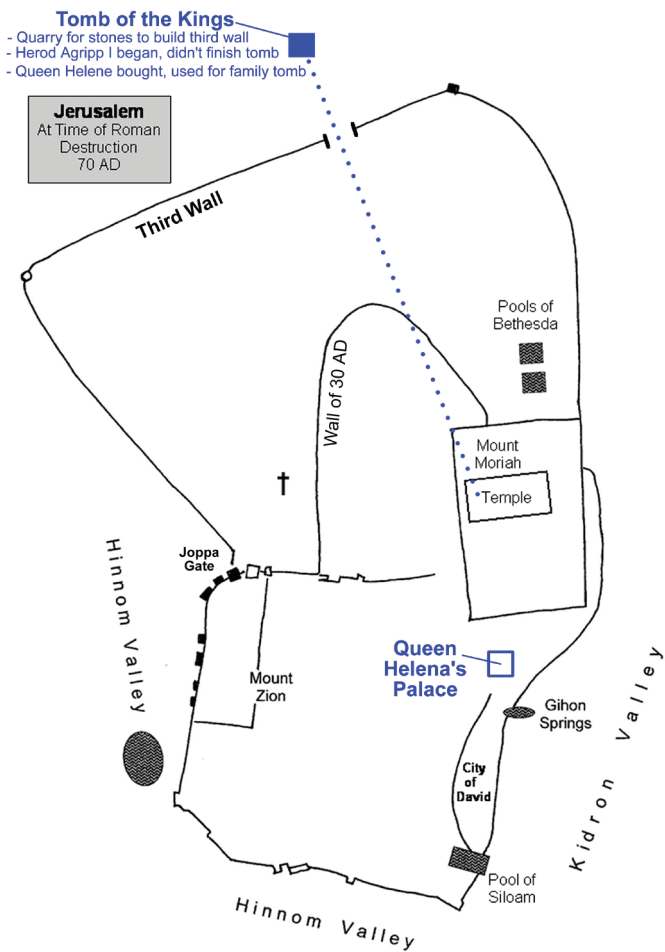 Tomb of the Kings
- Quarry for stones to build third wall
- Herod Agripp I began, didn't finish tomb
- Queen Helene bought, used for family tomb
Jerusalem
At Time of Roman
Destruction
70 AD
Third Wall
Pools of
Bethesda
Wall of 30 AD
Mount
Moriah
Temple
Joppa
Gate
Hinnom Valley
Mount
Zion
Queen
Helena's
Palace
Gihon
Springs
City
of
David
Kidron Valley
Pool of
Siloam
Hinnom Valley